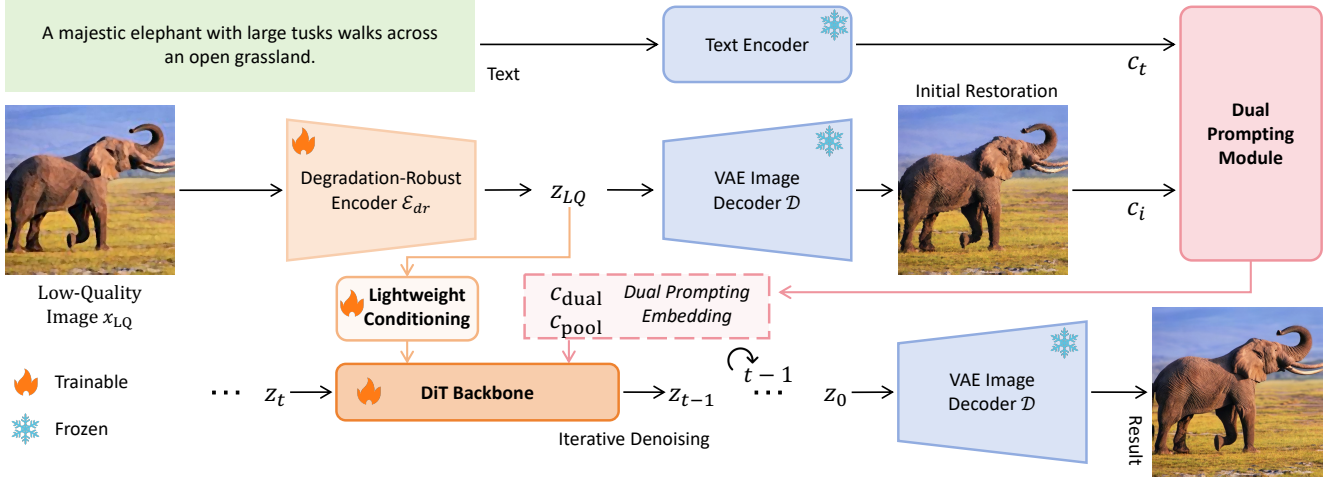 A majestic elephant with large tusks walks across
an open grassland.
Text
Text Encoder
c_t
Dual
Prompting
Module
Initial Restoration
Degradation-Robust
Encoder ℰ_dr
z_LQ
VAE Image
Decoder 𝒟
c_i
Low-Quality
Image x_LQ
Lightweight
Conditioning
c_dual
c_pool
Dual Prompting
Embedding
Trainable
Frozen
··· z_t
DiT Backbone
z_{t−1}
t − 1
···
z_0
Iterative Denoising
VAE Image
Decoder 𝒟
Result